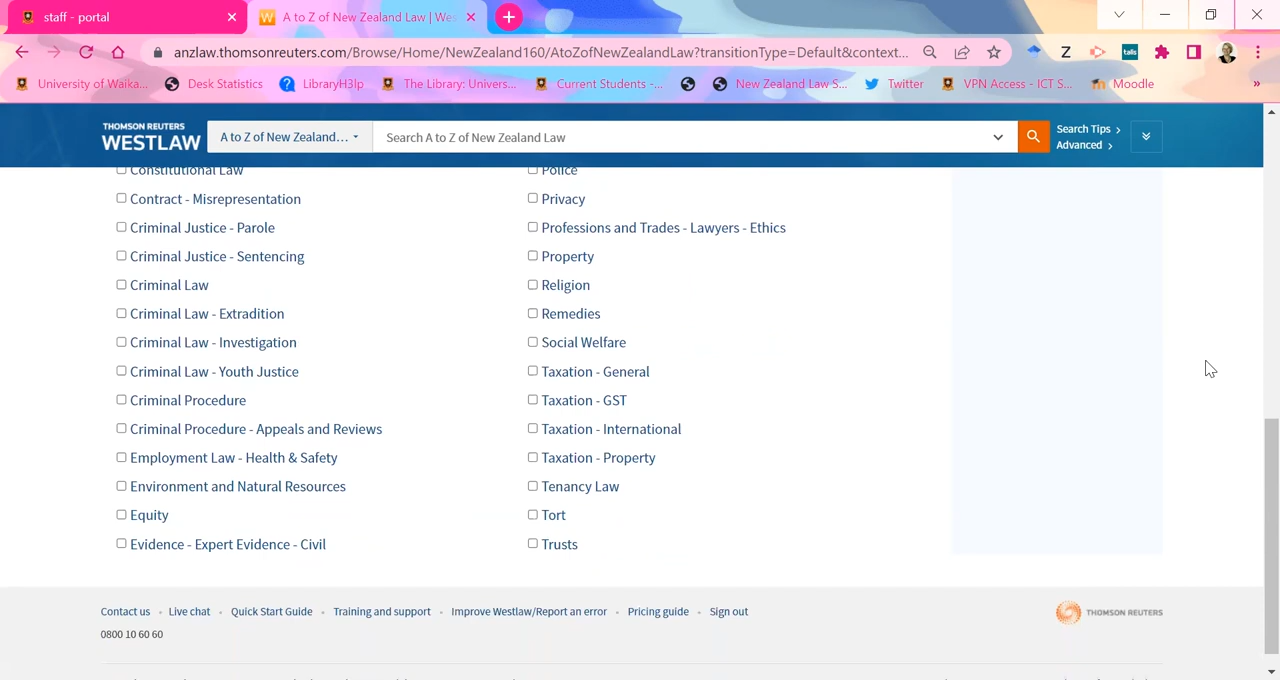 staff - portal
A to Z of New Zealand Law | Wes
anzlaw.thomsonreuters.com/Browse/Home/NewZealand160/AtoZofNewZealandLaw?transitionType=Default&context...
University of Waika...
Desk Statistics
LibraryH3lp
The Library: Univers...
Current Students -...
New Zealand Law S...
Twitter
VPN Access - ICT S...
Moodle
»
THOMSON REUTERS
WESTLAW
A to Z of New Zealand...
Search A to Z of New Zealand Law
Search Tips
Advanced
Constitutional Law
Contract - Misrepresentation
Criminal Justice - Parole
Criminal Justice - Sentencing
Criminal Law
Criminal Law - Extradition
Criminal Law - Investigation
Criminal Law - Youth Justice
Criminal Procedure
Criminal Procedure - Appeals and Reviews
Employment Law - Health & Safety
Environment and Natural Resources
Equity
Evidence - Expert Evidence - Civil
Police
Privacy
Professions and Trades - Lawyers - Ethics
Property
Religion
Remedies
Social Welfare
Taxation - General
Taxation - GST
Taxation - International
Taxation - Property
Tenancy Law
Tort
Trusts
Contact us
Live chat
Quick Start Guide
Training and support
Improve Westlaw/Report an error
Pricing guide
Sign out
0800 10 60 60
THOMSON REUTERS